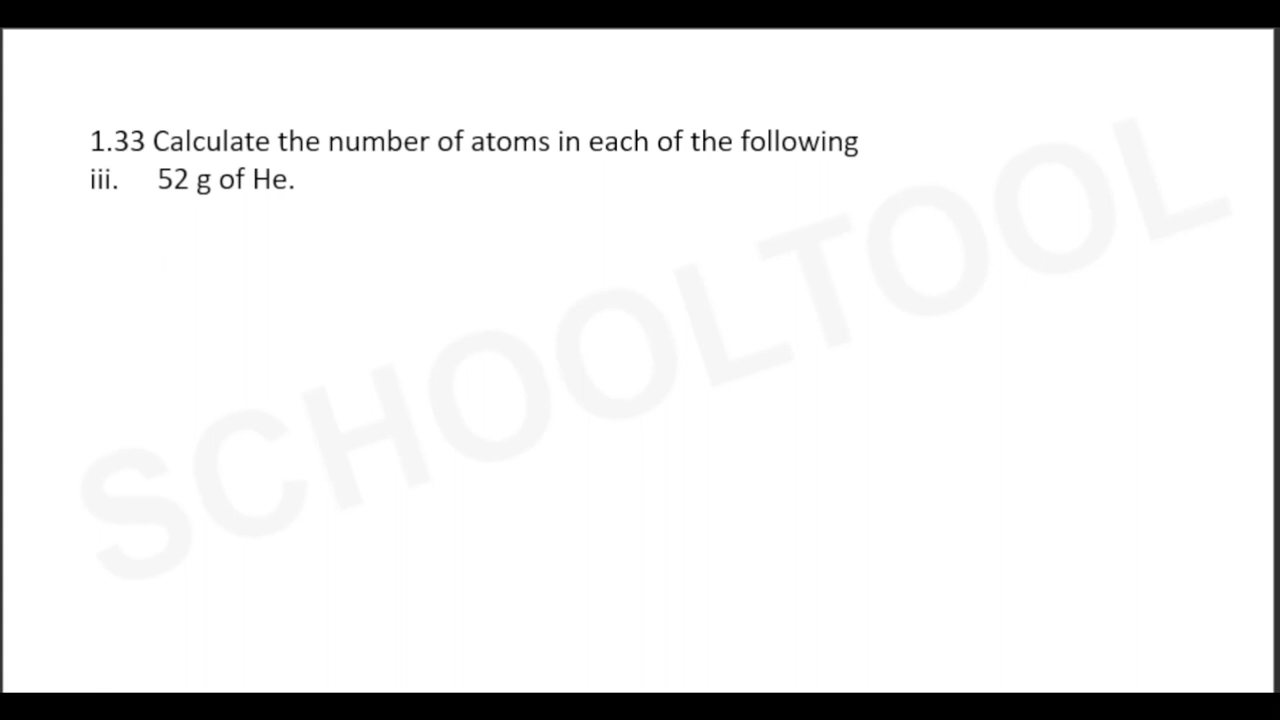 1.33 Calculate the number of atoms in each of the following
iii. 52 g of He.
SCHOOLTOOL